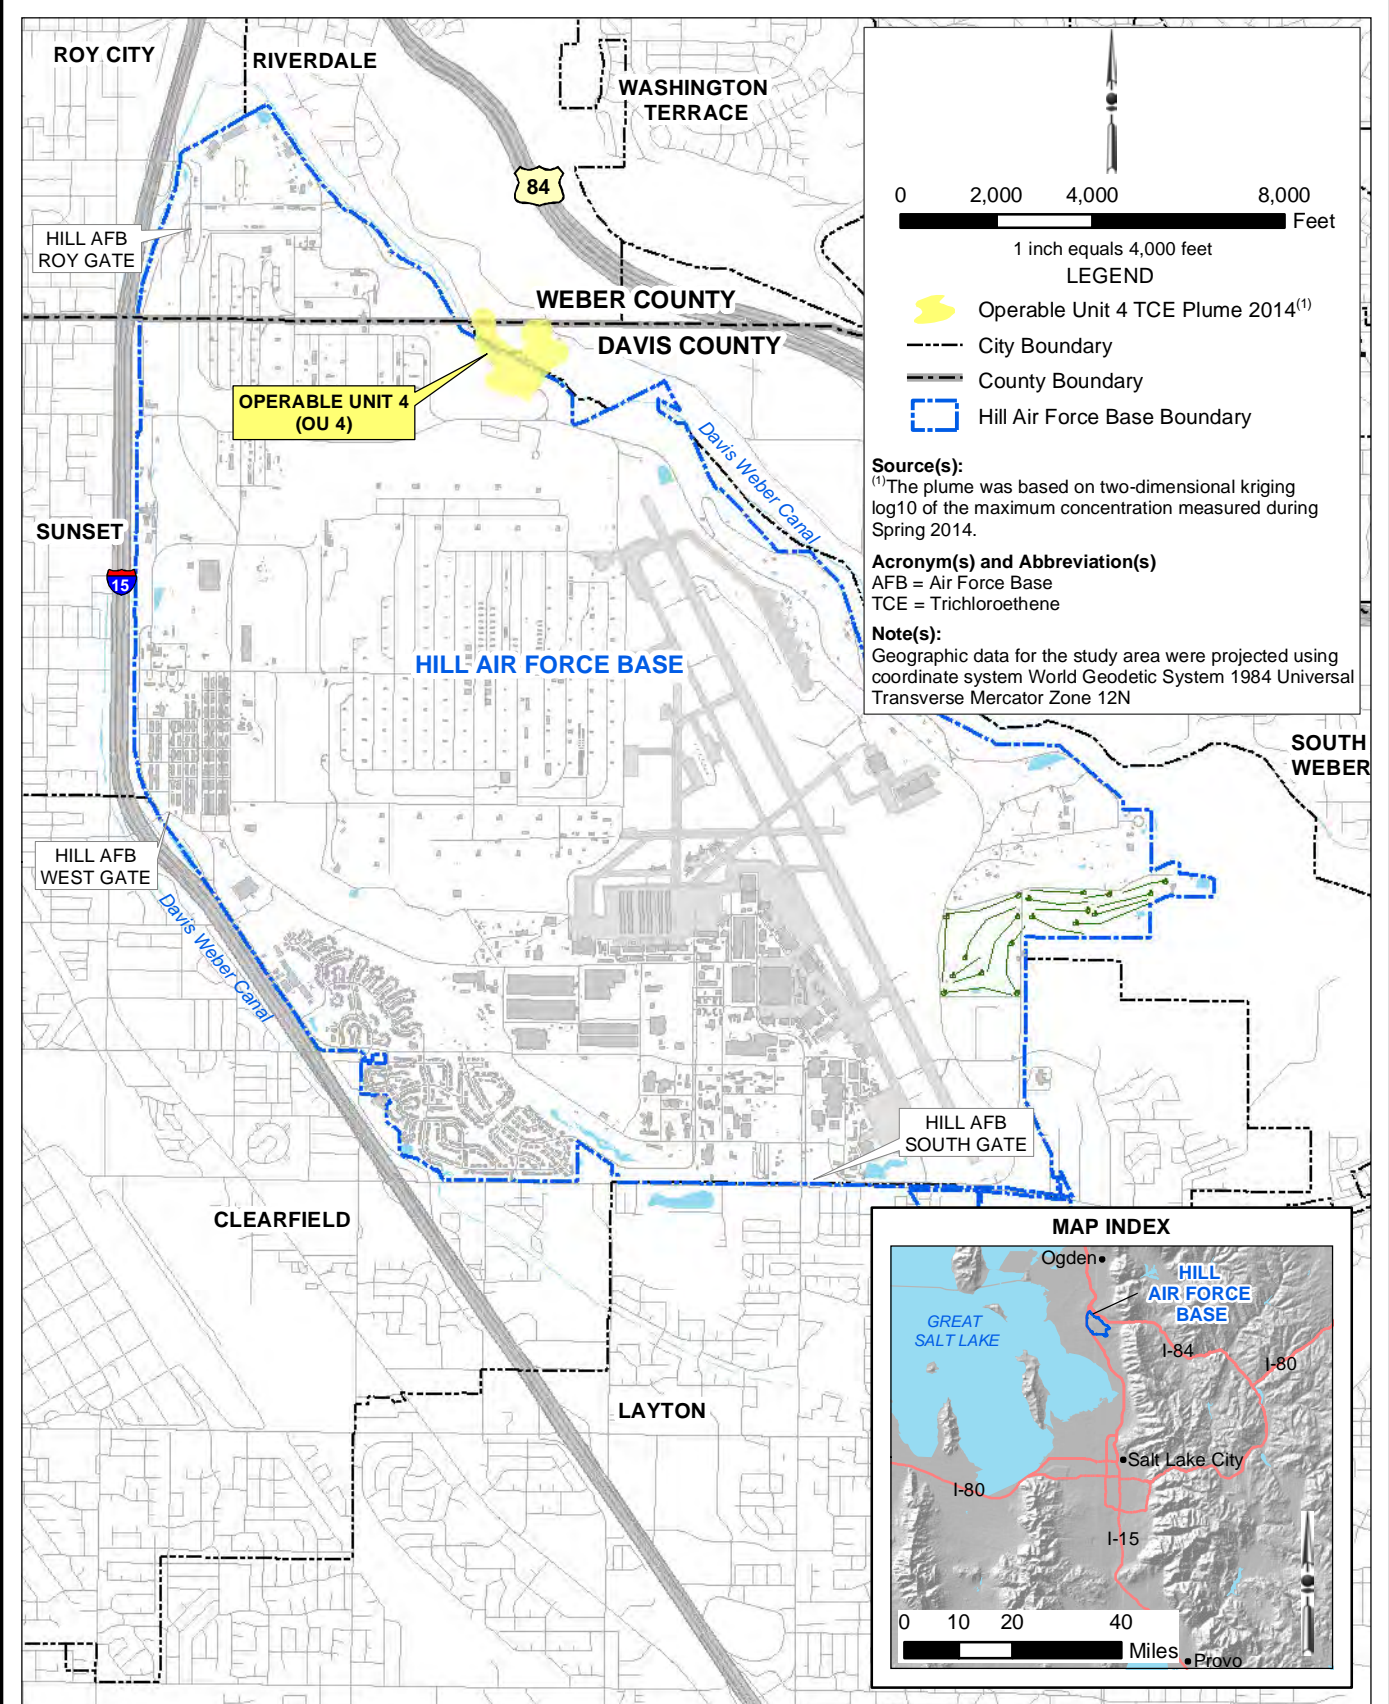 ROY CITY
RIVERDALE
WASHINGTON
TERRACE
84
HILL AFB
ROY GATE
WEBER COUNTY
DAVIS COUNTY
OPERABLE UNIT 4
(OU 4)
Davis Weber Canal
SUNSET
15
HILL AIR FORCE BASE
HILL AFB
WEST GATE
Davis Weber Canal
SOUTH
WEBER
HILL AFB
SOUTH GATE
CLEARFIELD
LAYTON
0 2,000 4,000 8,000
Feet
1 inch equals 4,000 feet
LEGEND
Operable Unit 4 TCE Plume 2014(1)
City Boundary
County Boundary
Hill Air Force Base Boundary
Source(s):
(1)The plume was based on two-dimensional kriging
log10 of the maximum concentration measured during
Spring 2014.
Acronym(s) and Abbreviation(s)
AFB = Air Force Base
TCE = Trichloroethene
Note(s):
Geographic data for the study area were projected using
coordinate system World Geodetic System 1984 Universal
Transverse Mercator Zone 12N
MAP INDEX
Ogden
HILL
AIR FORCE
BASE
GREAT
SALT LAKE
I-84
I-80
Salt Lake City
I-80
I-15
0 10 20 40
Miles
Provo